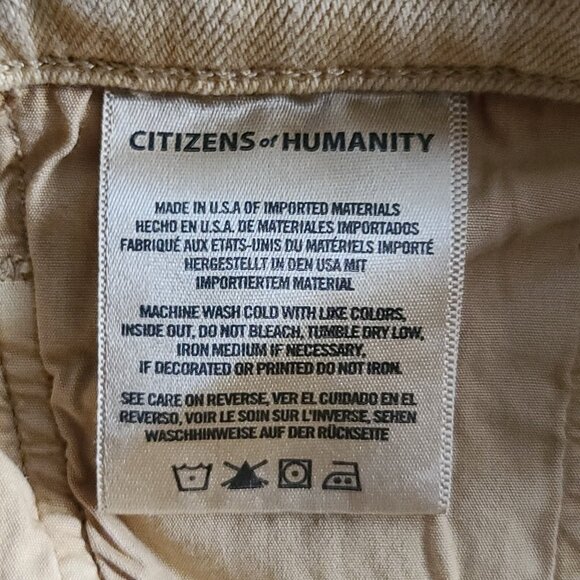 CITIZENS of HUMANITY
MADE IN U.S.A OF IMPORTED MATERIALS
HECHO EN U.S.A. DE MATERIALES IMPORTADOS
FABRIQUÉ AUX ETATS-UNIS DU MATÉRIELS IMPORTÉ
HERGESTELLT IN DEN USA MIT
IMPORTIERTEM MATERIAL
MACHINE WASH COLD WITH LIKE COLORS,
INSIDE OUT, DO NOT BLEACH, TUMBLE DRY LOW,
IRON MEDIUM IF NECESSARY,
IF DECORATED OR PRINTED DO NOT IRON.
SEE CARE ON REVERSE, VER EL CUIDADO EN EL
REVERSO, VOIR LE SOIN SUR L'INVERSE, SEHEN
WASCHHINWEISE AUF DER RÜCKSEITE